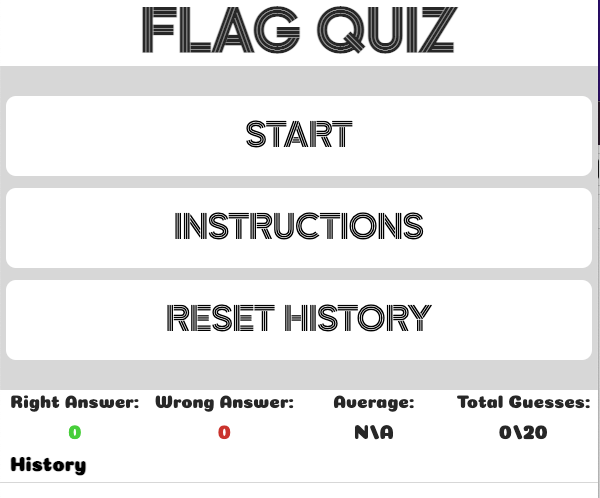 FLAG QUIZ
START
INSTRUCTIONS
RESET HISTORY
Right Answer: Wrong Answer: Average: Total Guesses:
0 0 N\A 0\20
History